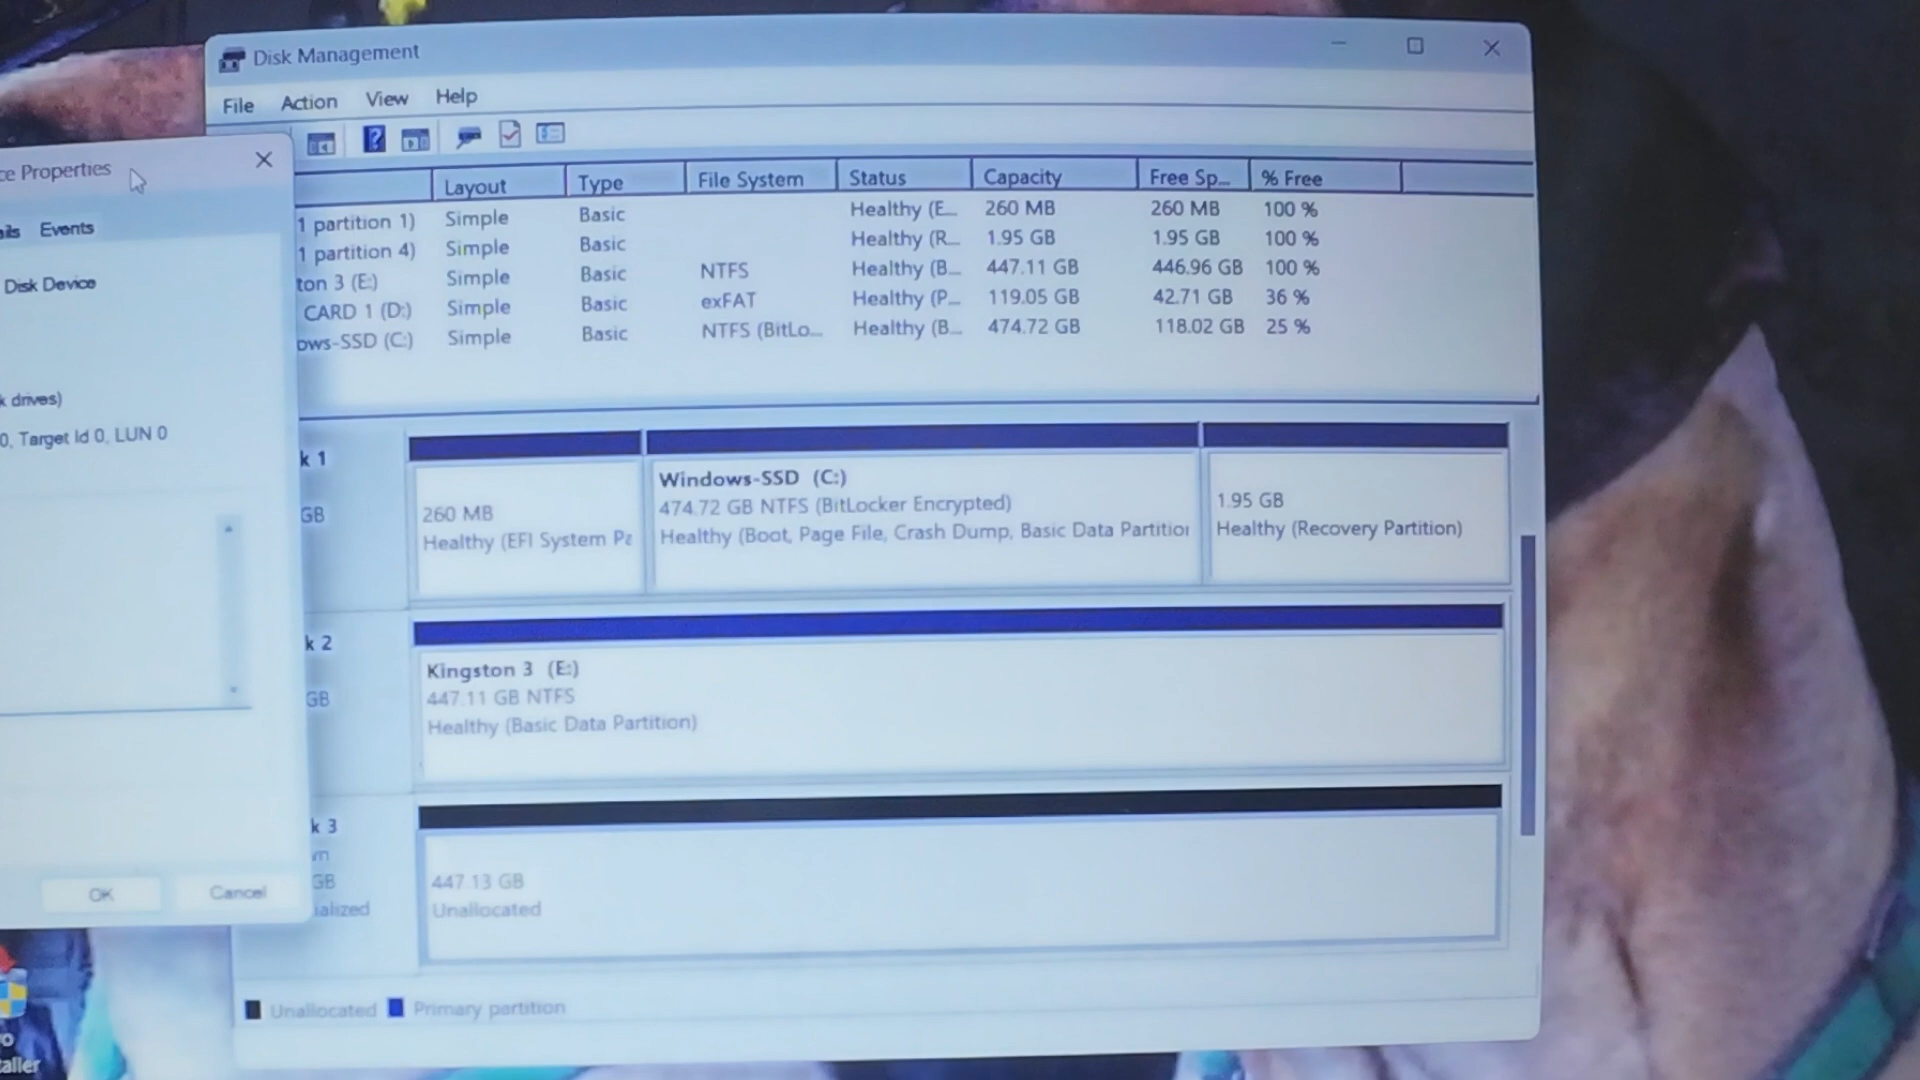 Disk Management
File Action View Help
ce Properties
Events
Disk Device
k drives)
0, Target Id 0, LUN 0
OK Cancel
Layout Type File System Status Capacity Free Sp... % Free
1 partition 1) Simple Basic Healthy (E... 260 MB 260 MB 100 %
1 partition 4) Simple Basic Healthy (R... 1.95 GB 1.95 GB 100 %
ton 3 (E:) Simple Basic NTFS Healthy (B... 447.11 GB 446.96 GB 100 %
CARD 1 (D:) Simple Basic exFAT Healthy (P... 119.05 GB 42.71 GB 36 %
ows-SSD (C:) Simple Basic NTFS (BitLo... Healthy (B... 474.72 GB 118.02 GB 25 %
k 1
GB
260 MB
Healthy (EFI System Pa
Windows-SSD (C:)
474.72 GB NTFS (BitLocker Encrypted)
Healthy (Boot, Page File, Crash Dump, Basic Data Partition
1.95 GB
Healthy (Recovery Partition)
k 2
GB
Kingston 3 (E:)
447.11 GB NTFS
Healthy (Basic Data Partition)
k 3
GB
ialized
447.13 GB
Unallocated
Unallocated Primary partition
aller